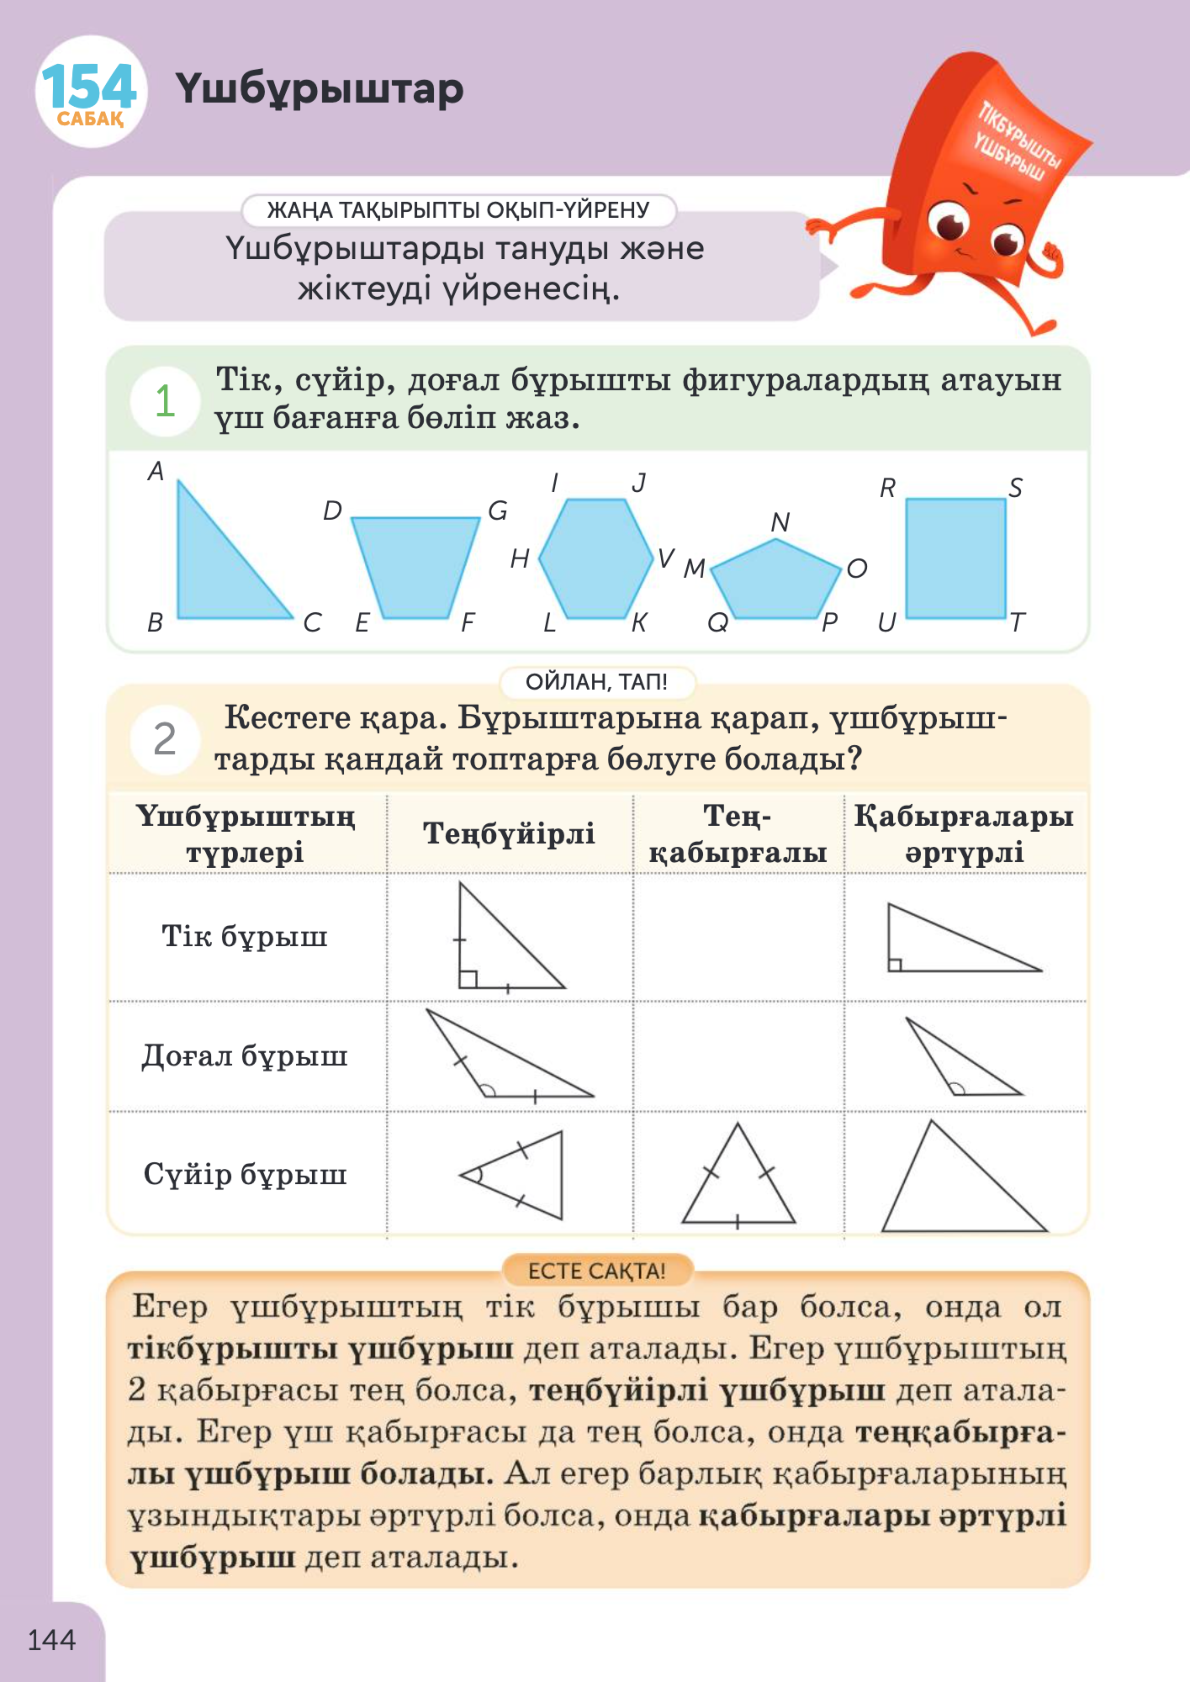 154
САБАҚ
Үшбұрыштар
ТІКБҰРЫШТЫ
ҮШБҰРЫШ
ЖАҢА ТАҚЫРЫПТЫ ОҚЫП-ҮЙРЕНУ
Үшбұрыштарды тануды және
жіктеуді үйренесің.
1
Тік, сүйір, доғал бұрышты фигуралардың атауын
үш бағанға бөліп жаз.
A
B
C
D
G
E
F
I
J
H
V
L
K
N
M
O
Q
P
R
S
U
T
ОЙЛАН, ТАП!
2
Кестеге қара. Бұрыштарына қарап, үшбұрыш-
тарды қандай топтарға бөлуге болады?
Үшбұрыштың
түрлері
Теңбүйірлі
Тең-
қабырғалы
Қабырғалары
әртүрлі
Тік бұрыш
Доғал бұрыш
Сүйір бұрыш
ЕСТЕ САҚТА!
Егер үшбұрыштың тік бұрышы бар болса, онда ол
тікбұрышты үшбұрыш деп аталады. Егер үшбұрыштың
2 қабырғасы тең болса, теңбүйірлі үшбұрыш деп атала-
ды. Егер үш қабырғасы да тең болса, онда теңқабырға-
лы үшбұрыш болады. Ал егер барлық қабырғаларының
ұзындықтары әртүрлі болса, онда қабырғалары әртүрлі
үшбұрыш деп аталады.
144